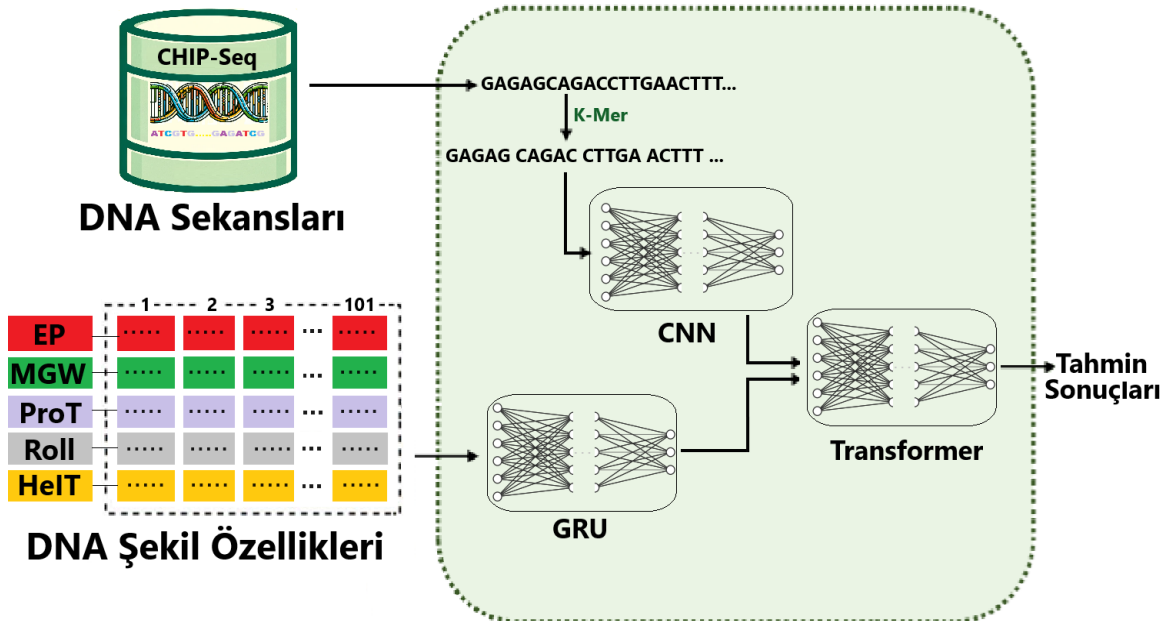 CHIP-Seq
ATCGTG.....GAGATCG
DNA Sekansları
GAGAGCAGACCTTGAACTTT...
K-Mer
GAGAG CAGAC CTTGA ACTTT ...
CNN
1 2 3 101
EP ..... ..... ..... ... .....
MGW ..... ..... ..... ... .....
ProT ..... ..... ..... ... .....
Roll ..... ..... ..... ... .....
HelT ..... ..... ..... ... .....
DNA Şekil Özellikleri
GRU
Transformer
Tahmin
Sonuçları